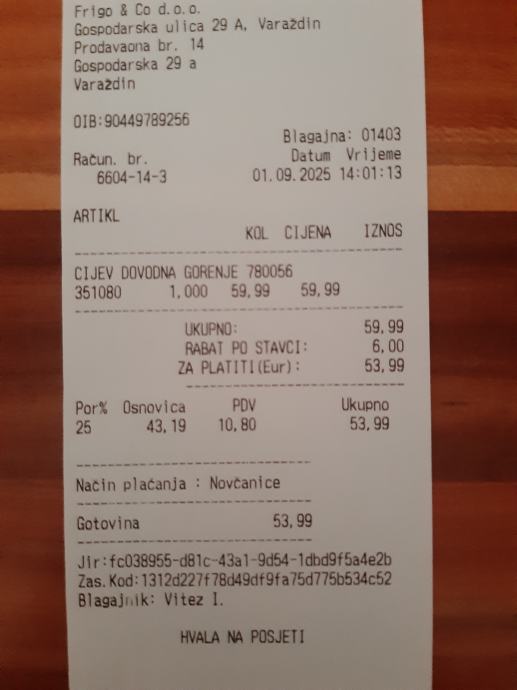 Frigo & Co d.o.o.
Gospodarska ulica 29 A, Varaždin
Prodavaona br. 14
Gospodarska 29 a
Varaždin
OIB:90449789256
Blagajna: 01403
Račun. br. Datum Vrijeme
6604-14-3 01.09.2025 14:01:13
ARTIKL
KOL CIJENA IZNOS
CIJEV DOVODNA GORENJE 780056
351080 1,000 59,99 59,99
UKUPNO: 59,99
RABAT PO STAVCI: 6,00
ZA PLATITI(Eur): 53,99
Por% Osnovica PDV Ukupno
25 43,19 10,80 53,99
Način plaćanja : Novčanice
Gotovina 53,99
Jir:fc038955-d81c-43a1-9d54-1dbd9f5a4e2b
Zas.Kod:1312d227f78d49df9fa75d775b534c52
Blagajnik: Vitez I.
HVALA NA POSJETI